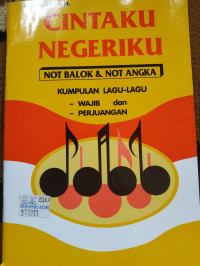 CINTAKU
NEGERIKU
NOT BALOK & NOT ANGKA
KUMPULAN LAGU-LAGU
- WAJIB dan
- PERJUANGAN